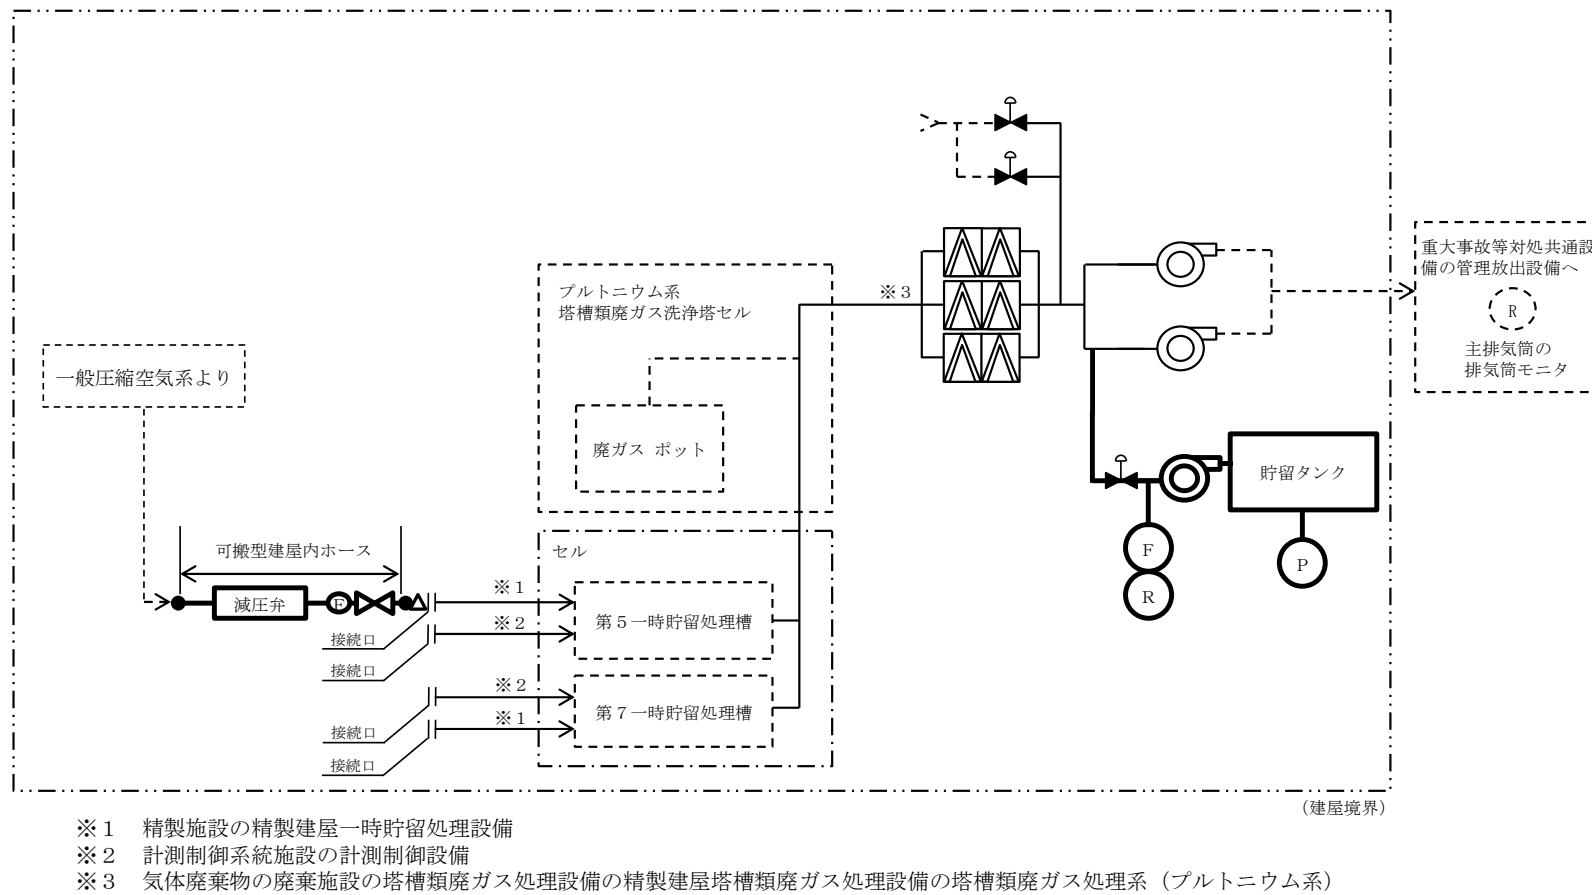 重大事故等対処共通設
備の管理放出設備へ
R
主排気筒の
排気筒モニタ
※３
プルトニウム系
塔槽類廃ガス洗浄塔セル
一般圧縮空気系より
廃ガス ポット
貯留タンク
F
R
P
セル
可搬型建屋内ホース
減圧弁
F
※１
※２
第５一時貯留処理槽
接続口
接続口
※２
※１
第７一時貯留処理槽
接続口
接続口
（建屋境界）
※１　精製施設の精製建屋一時貯留処理設備
※２　計測制御系統施設の計測制御設備
※３　気体廃棄物の廃棄施設の塔槽類廃ガス処理設備の精製建屋塔槽類廃ガス処理設備の塔槽類廃ガス処理系（プルトニウム系）